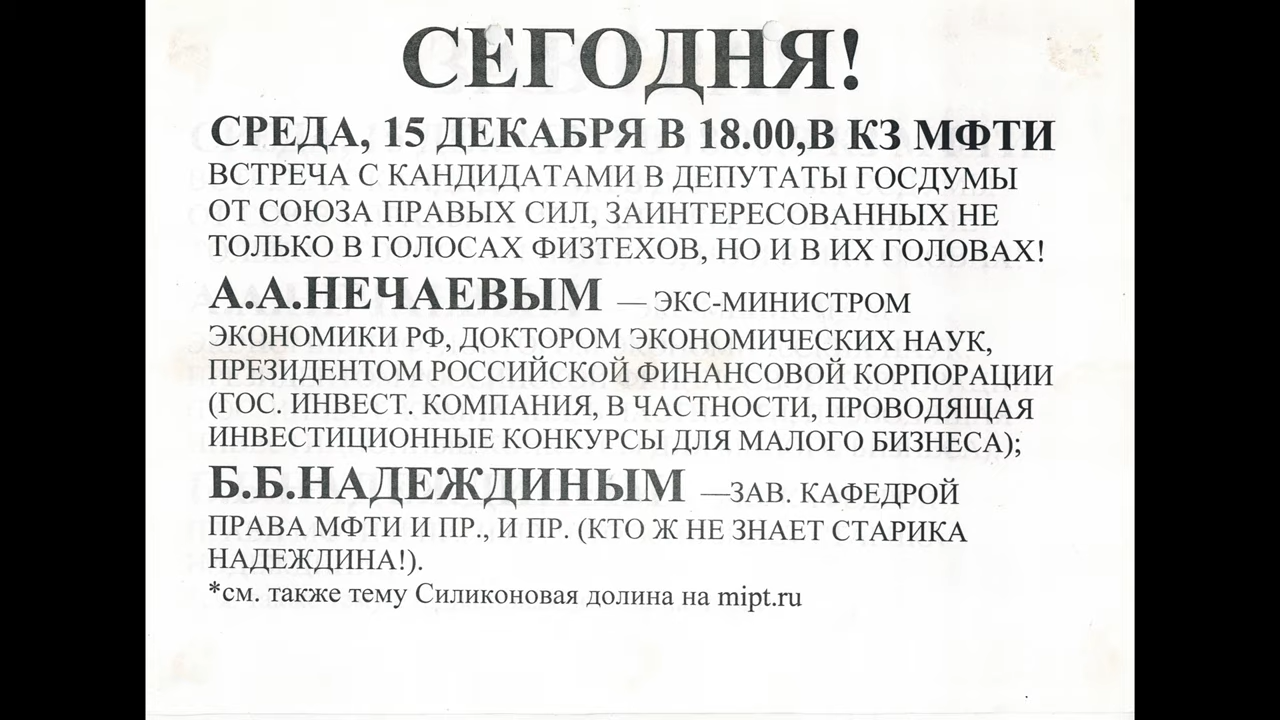 СЕГОДНЯ!
СРЕДА, 15 ДЕКАБРЯ В 18.00,В КЗ МФТИ
ВСТРЕЧА С КАНДИДАТАМИ В ДЕПУТАТЫ ГОСДУМЫ
ОТ СОЮЗА ПРАВЫХ СИЛ, ЗАИНТЕРЕСОВАННЫХ НЕ
ТОЛЬКО В ГОЛОСАХ ФИЗТЕХОВ, НО И В ИХ ГОЛОВАХ!
А.А.НЕЧАЕВЫМ — ЭКС-МИНИСТРОМ
ЭКОНОМИКИ РФ, ДОКТОРОМ ЭКОНОМИЧЕСКИХ НАУК,
ПРЕЗИДЕНТОМ РОССИЙСКОЙ ФИНАНСОВОЙ КОРПОРАЦИИ
(ГОС. ИНВЕСТ. КОМПАНИЯ, В ЧАСТНОСТИ, ПРОВОДЯЩАЯ
ИНВЕСТИЦИОННЫЕ КОНКУРСЫ ДЛЯ МАЛОГО БИЗНЕСА);
Б.Б.НАДЕЖДИНЫМ —ЗАВ. КАФЕДРОЙ
ПРАВА МФТИ И ПР., И ПР. (КТО Ж НЕ ЗНАЕТ СТАРИКА
НАДЕЖДИНА!).
*см. также тему Силиконовая долина на mipt.ru